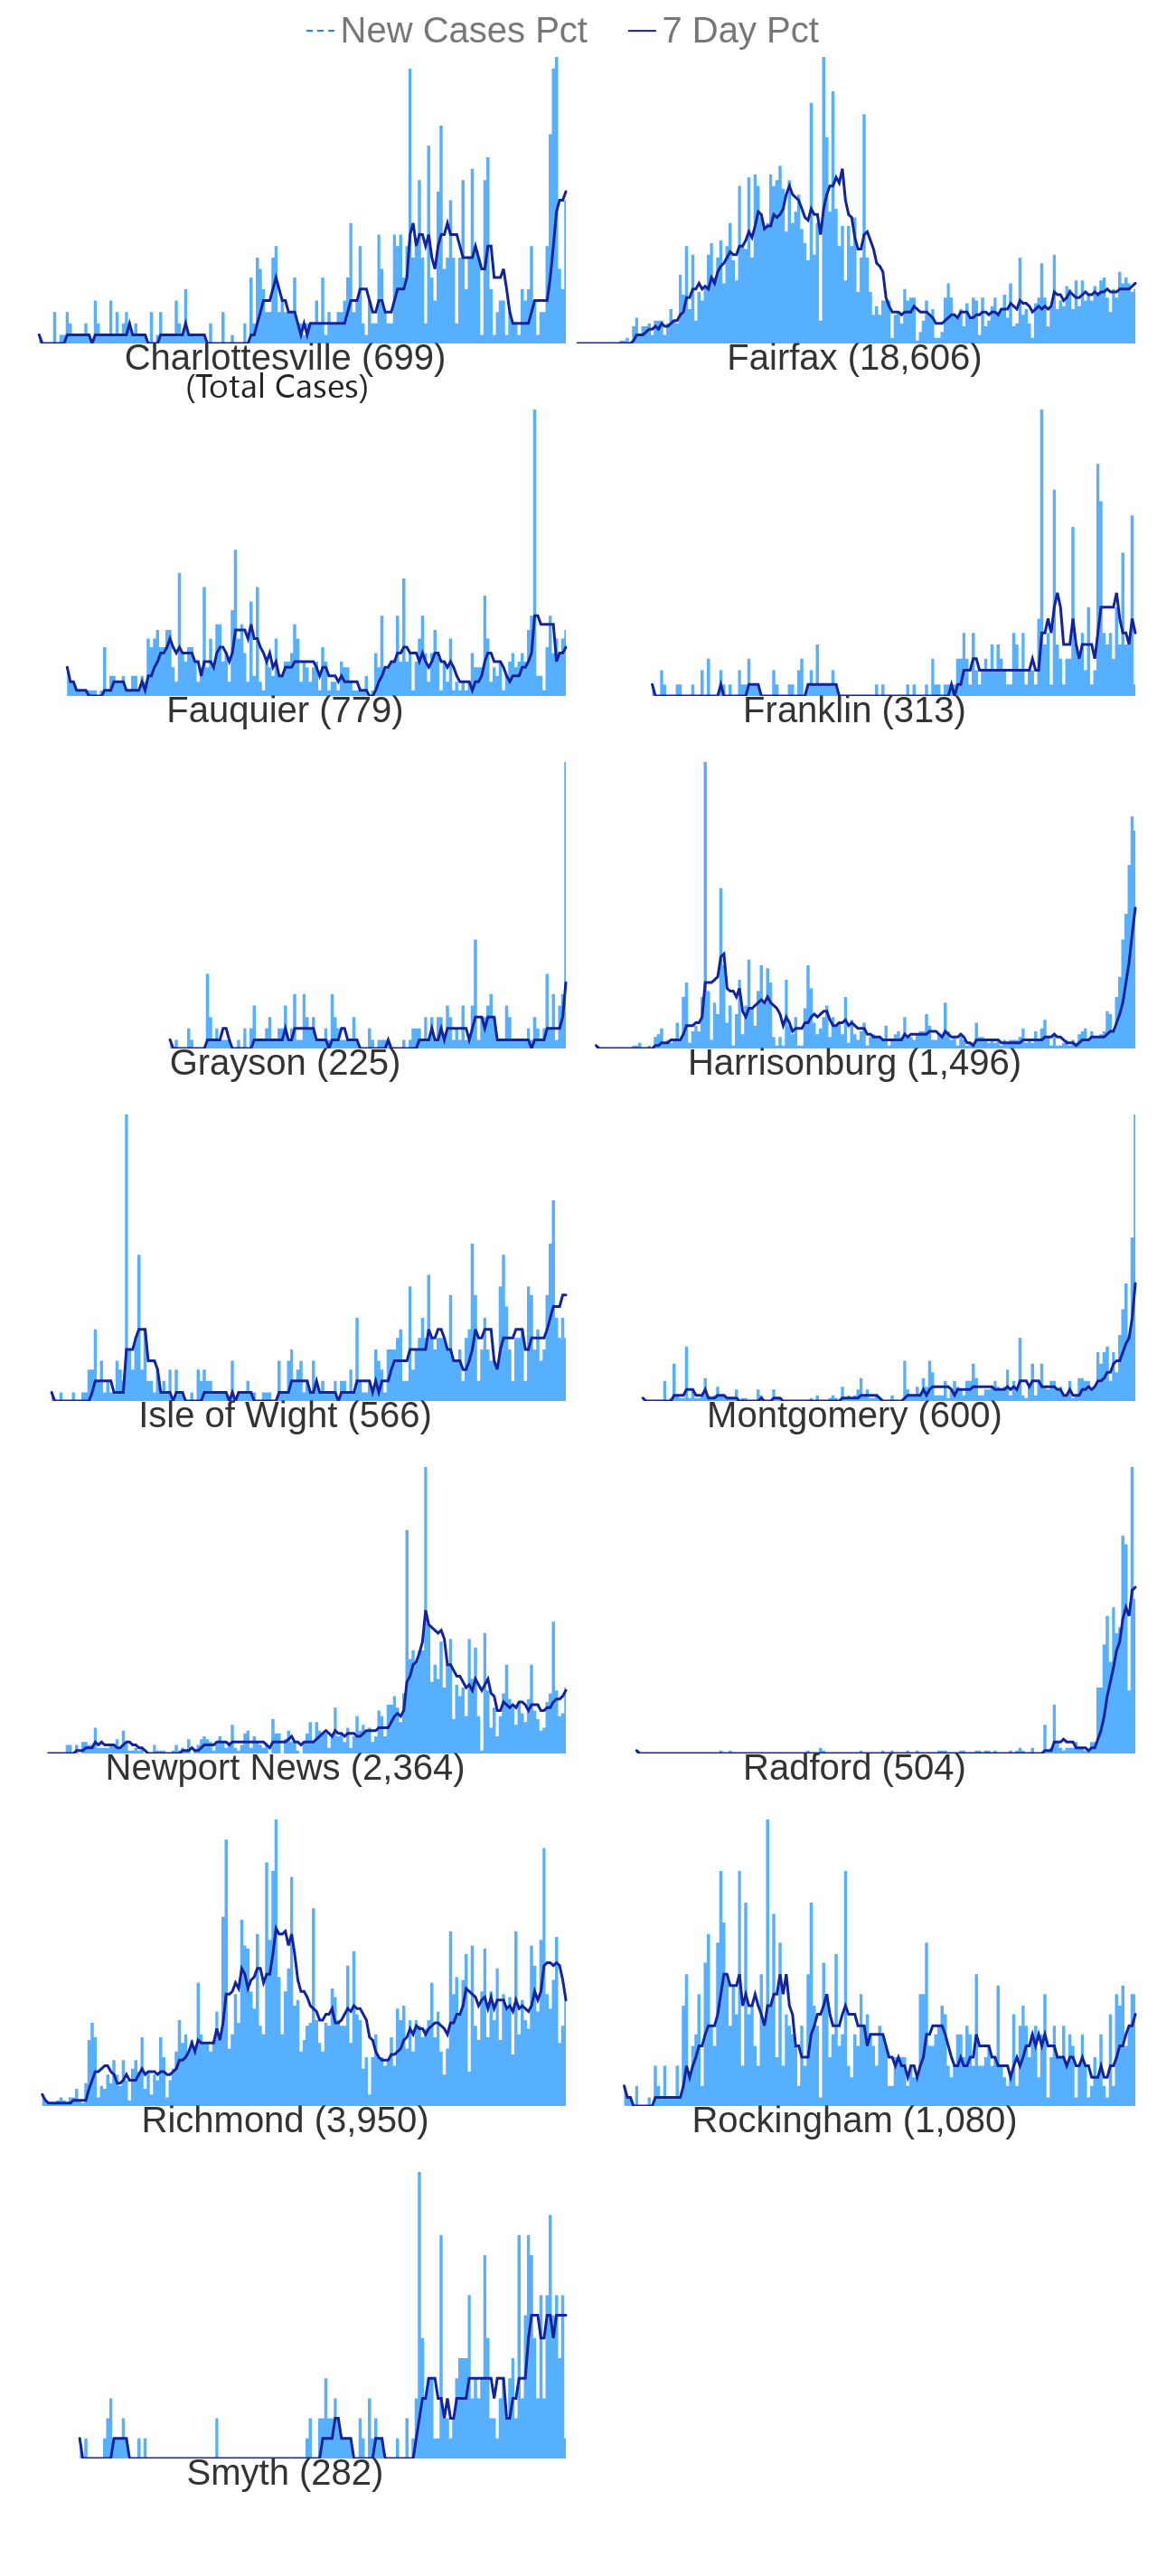 New Cases Pct 7 Day Pct
Charlottesville (699) Fairfax (18,606)
(Total Cases)
Fauquier (779) Franklin (313)
Grayson (225) Harrisonburg (1,496)
Isle of Wight (566) Montgomery (600)
Newport News (2,364) Radford (504)
Richmond (3,950) Rockingham (1,080)
Smyth (282)